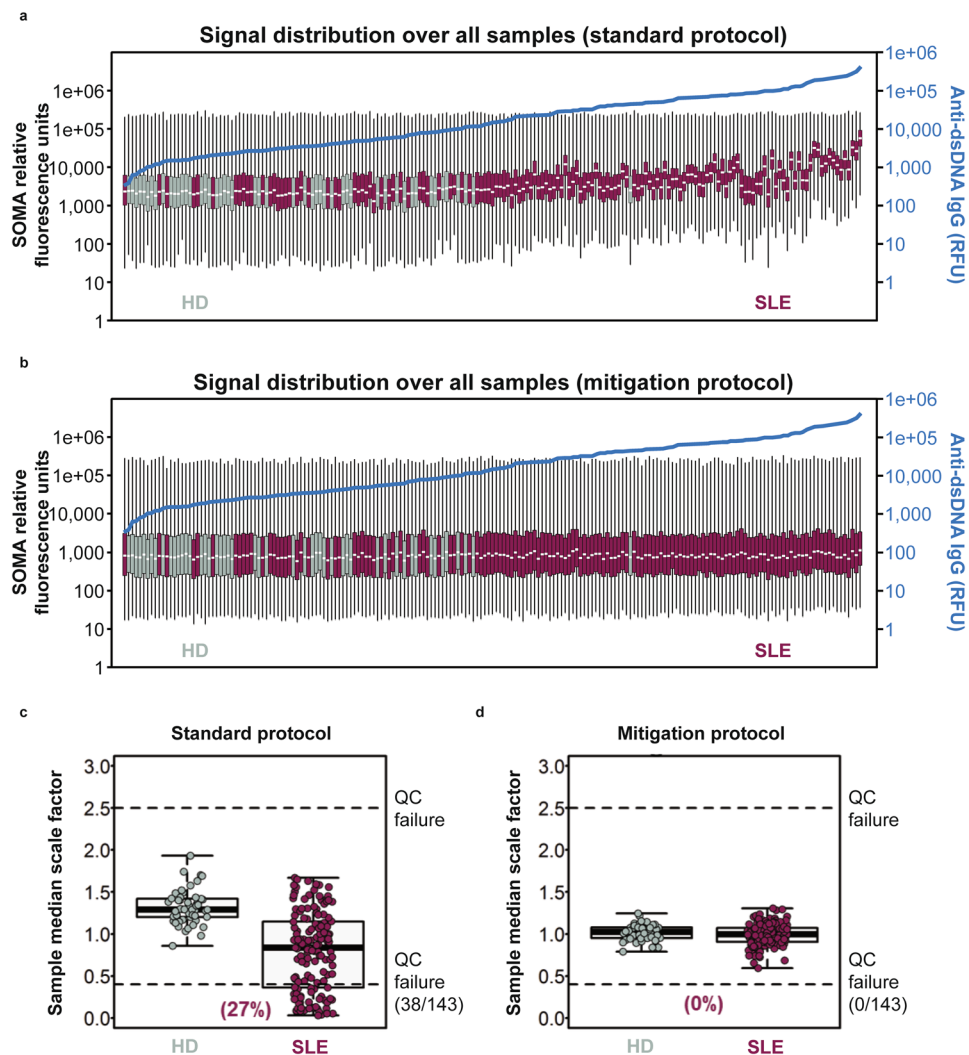 a
Signal distribution over all samples (standard protocol)
SOMA relative
fluorescence units
1e+06
1e+05
10,000
1,000
100
10
1
HD
SLE
1e+06
1e+05
10,000
1,000
100
10
1
Anti-dsDNA IgG (RFU)
b
Signal distribution over all samples (mitigation protocol)
SOMA relative
fluorescence units
1e+06
1e+05
10,000
1,000
100
10
1
HD
SLE
1e+06
1e+05
10,000
1,000
100
10
1
Anti-dsDNA IgG (RFU)
c
Standard protocol
Sample median scale factor
3.0
2.5
2.0
1.5
1.0
0.5
0.0
QC
failure
QC
failure
(38/143)
(27%)
HD
SLE
d
Mitigation protocol
Sample median scale factor
3.0
2.5
2.0
1.5
1.0
0.5
0.0
QC
failure
QC
failure
(0/143)
(0%)
HD
SLE